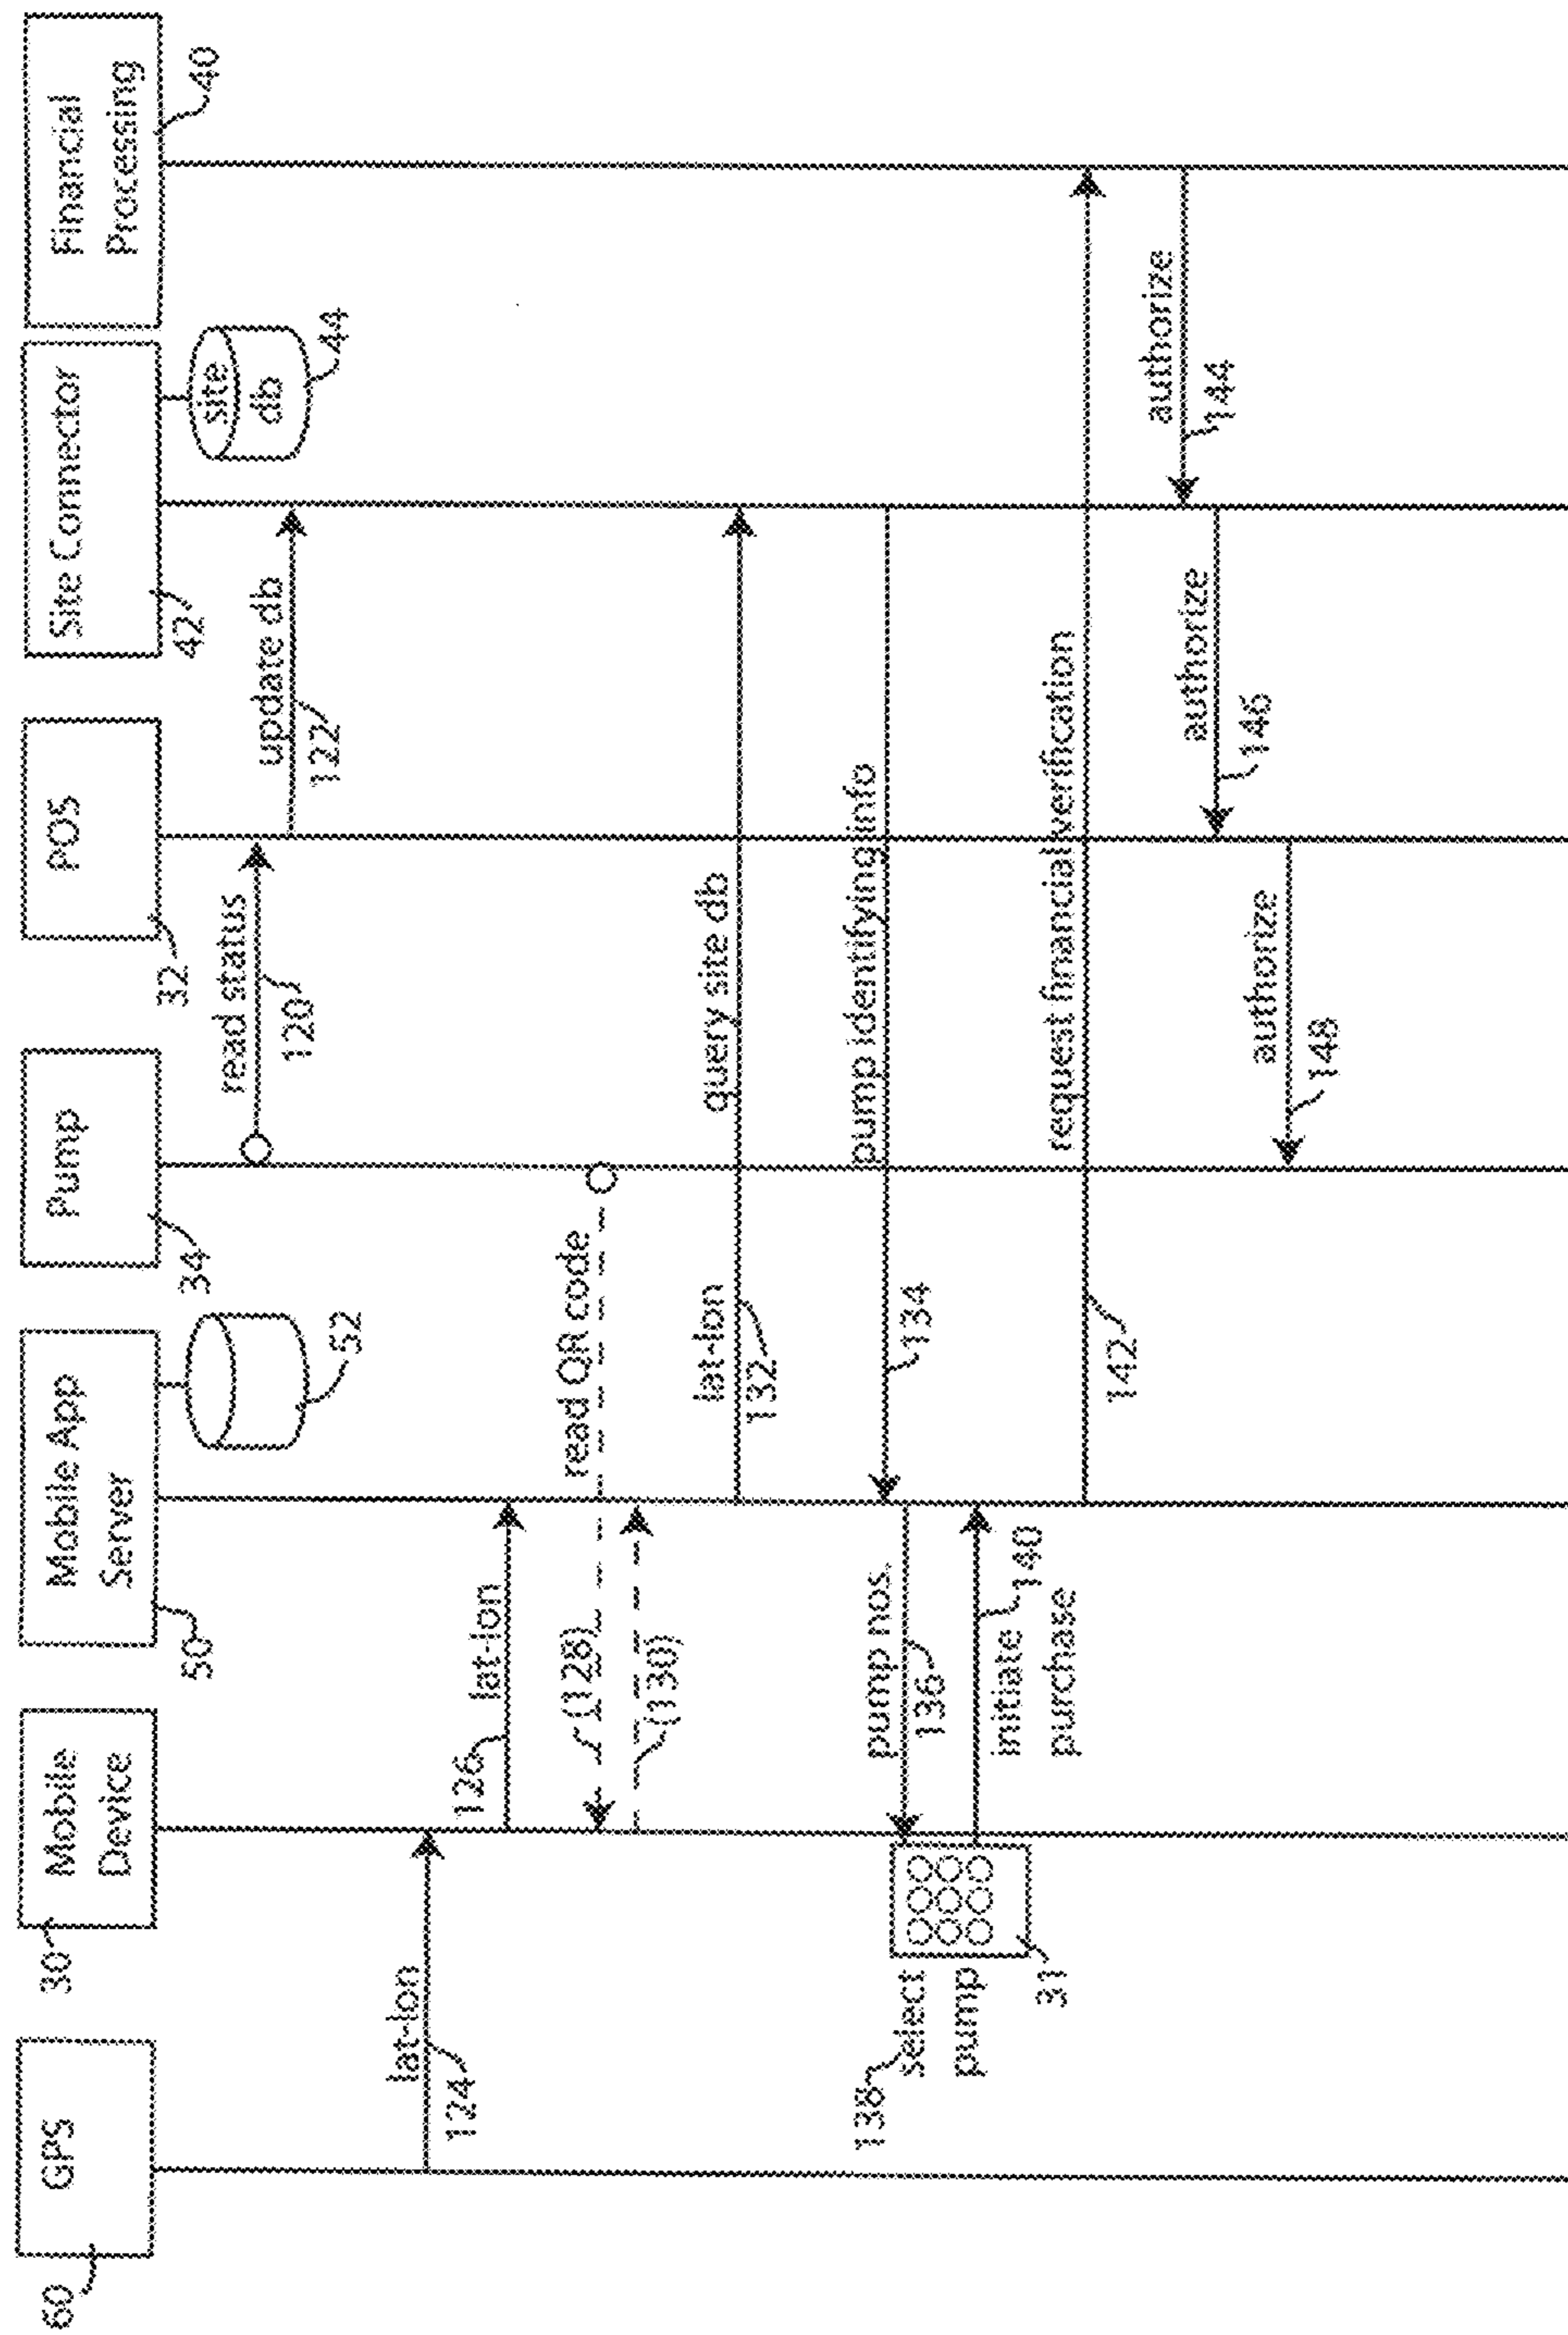 GPS
60
Mobile
Device
30
Mobile App
Server
50
52
Pump
34
POS
32
Site Connector
42
site
db
44
Financial
Processing
40
read status
120
update db
122
lat-lon
124
126
lat-lon
read QR code
(128)
(130)
lat-lon
query site db
132
pump identifying info
134
pump nos.
136
138
select
pump
31
140
initiate
purchase
request financial verification
142
authorize
144
authorize
146
authorize
148